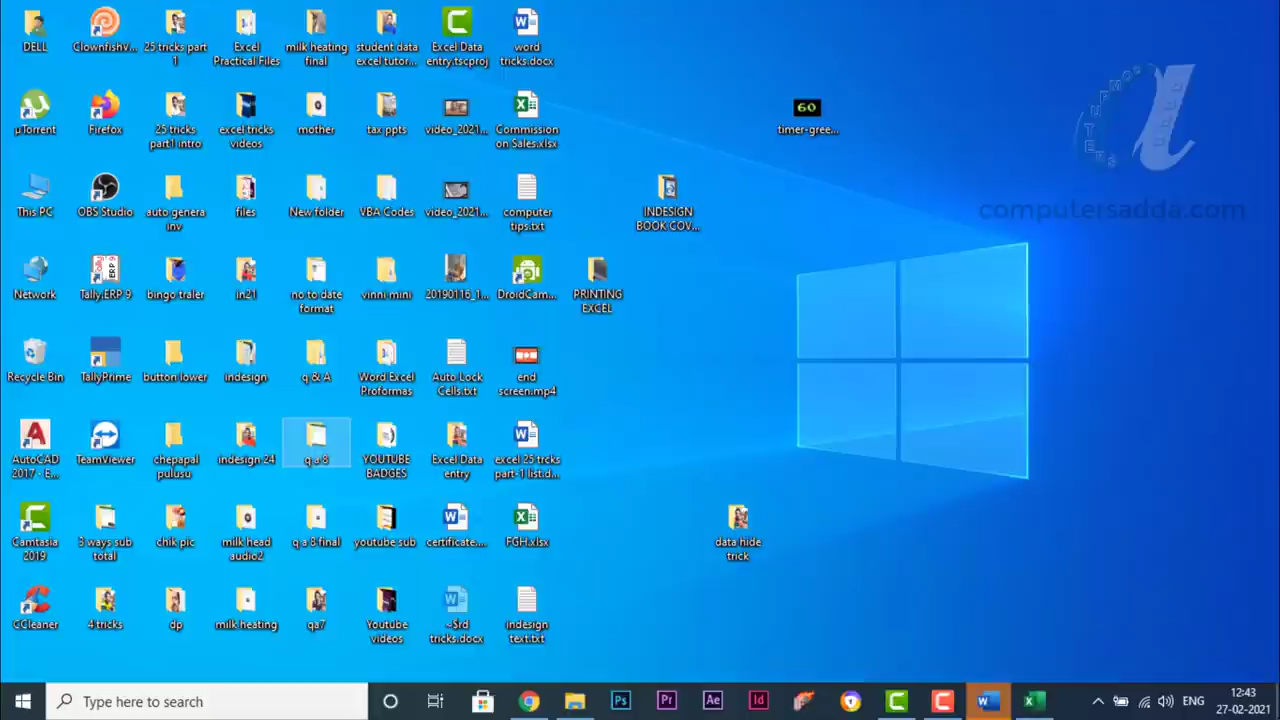 DELL
Clownfishv...
25 tricks part
1
Excel
Practical Files
milk heating
final
student data
excel tutor...
Excel Data
entry.tscproj
word
tricks.docx
µTorrent
Firefox
25 tricks
part1 intro
excel tricks
videos
mother
tax ppts
video_2021...
Commission
on Sales.xlsx
60
timer-gree...
This PC
OBS Studio
auto genera
inv
files
New folder
VBA Codes
video_2021...
computer
tips.txt
INDESIGN
BOOK COV...
computersadda.com
Network
Tally.ERP 9
bingo traler
in21
no to date
format
vinni mini
20190116_1...
DroidCam...
PRINTING
EXCEL
Recycle Bin
TallyPrime
button lower
indesign
q & A
Word Excel
Proformas
Auto Lock
Cells.txt
end
screen.mp4
AutoCAD
2017 - E...
TeamViewer
chepapal
pulusu
indesign 24
q a 8
YOUTUBE
BADGES
Excel Data
entry
excel 25 trcks
part-1 list.d...
Camtasia
2019
3 ways sub
total
chik pic
milk head
audio2
q a 8 final
youtube sub
certificate....
FGH.xlsx
data hide
trick
CCleaner
4 tricks
dp
milk heating
qa7
Youtube
videos
~$rd
tricks.docx
indesign
text.txt
Type here to search
Ps
Pr
Ae
Id
ENG
12:43
27-02-2021